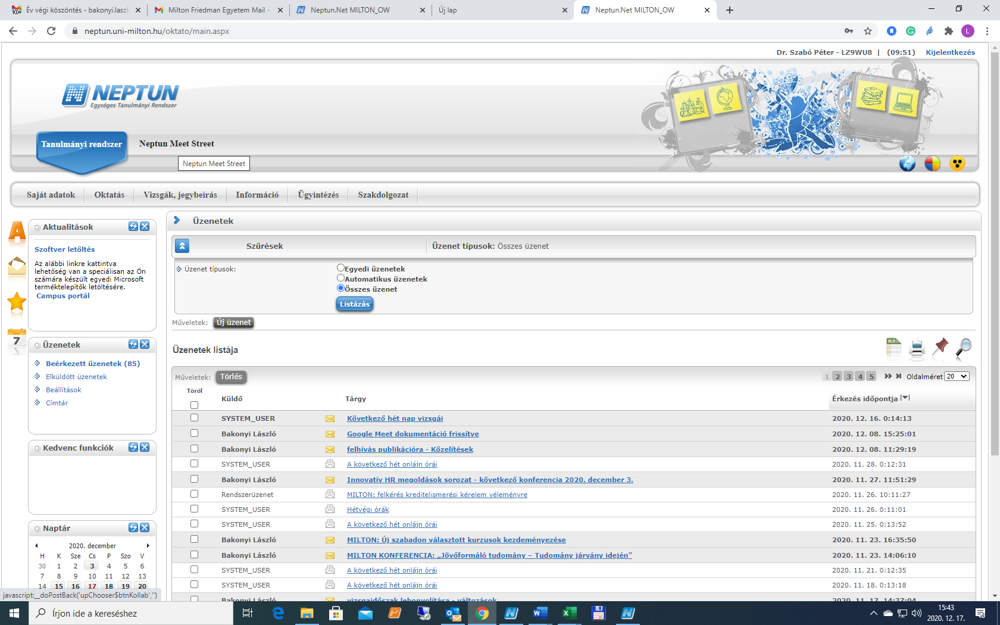 Év végi köszöntés - bakonyi.laszl
Milton Friedman Egyetem Mail -
Neptun.Net MILTON_OW
Új lap
Neptun.Net MILTON_OW
neptun.uni-milton.hu/oktato/main.aspx
L
Dr. Szabó Péter - LZ9WU8 | (09:51) Kijelentkezés
NEPTUN
Egységes Tanulmányi Rendszer
Tanulmányi rendszer
Neptun Meet Street
Neptun Meet Street
Saját adatok
Oktatás
Vizsgák, jegybeírás
Információ
Ügyintézés
Szakdolgozat
Aktualitások
Szoftver letöltés
Az alábbi linkre kattintva
lehetőség van a speciálisan az Ön
számára készült egyedi Microsoft
terméktelepítők letöltésére.
Campus portál
Üzenetek
Beérkezett üzenetek (85)
Elküldött üzenetek
Beállítások
Címtár
Kedvenc funkciók
Naptár
2020. december
H K Sze Cs P Szo V
30 1 2 3 4 5 6
7 8 9 10 11 12 13
14 15 16 17 18 19 20
Üzenetek
Szűrések
Üzenet típusok: Összes üzenet
Üzenet típusok:
Egyedi üzenetek
Automatikus üzenetek
Összes üzenet
Listázás
Műveletek: Új üzenet
Üzenetek listája
XLS
Műveletek: Törlés
1 2 3 4 5 Oldalméret 20
Töröl Küldő Tárgy Érkezés időpontja
SYSTEM_USER Következő hét nap vizsgái 2020. 12. 16. 0:14:13
Bakonyi László Google Meet dokumentáció frissítve 2020. 12. 08. 15:25:01
Bakonyi László felhívás publikációra - Közelítések 2020. 12. 08. 11:29:19
SYSTEM_USER A következő hét onlájn órái 2020. 11. 28. 0:12:31
Bakonyi László Innovatív HR megoldások sorozat - következő konferencia 2020. december 3. 2020. 11. 27. 11:51:29
Rendszerüzenet MILTON: felkérés kreditelismerési kérelem véleményre 2020. 11. 26. 10:11:27
SYSTEM_USER Hétvégi órák 2020. 11. 26. 0:11:01
SYSTEM_USER A következő hét onlájn órái 2020. 11. 25. 0:13:52
Bakonyi László MILTON: Új szabadon választott kurzusok kezdeményezése 2020. 11. 23. 16:35:50
Bakonyi László MILTON KONFERENCIA: „Jövőformáló tudomány – Tudomány járvány idején” 2020. 11. 23. 14:06:10
SYSTEM_USER A következő hét onlájn órái 2020. 11. 21. 0:12:35
SYSTEM_USER A következő hét onlájn órái 2020. 11. 18. 0:13:18
Bakonyi László vizsgaidőszak lebonyolítása - változások 2020. 11. 17. 14:37:04
javascript:__doPostBack('upChooser$btnKollab','')
Írjon ide a kereséshez
15:43
2020. 12. 17.